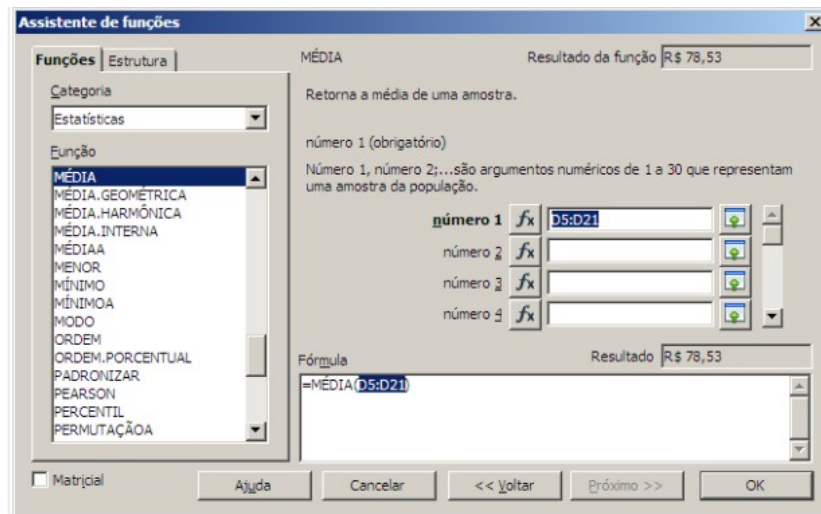 Assistente de funções
Funções Estrutura
Categoria
Estatísticas
Função
MÉDIA
MÉDIA.GEOMÉTRICA
MÉDIA.HARMÔNICA
MÉDIA.INTERNA
MÉDIAA
MENOR
MÍNIMO
MÍNIMOA
MODO
ORDEM
ORDEM.PORCENTUAL
PADRONIZAR
PEARSON
PERCENTIL
PERMUTAÇÃOA
MÉDIA Resultado da função R$ 78,53
Retorna a média de uma amostra.
número 1 (obrigatório)
Número 1, número 2;...são argumentos numéricos de 1 a 30 que representam
uma amostra da população.
número 1 fx D5:D21
número 2 fx
número 3 fx
número 4 fx
Fórmula Resultado R$ 78,53
=MÉDIA(D5:D21)
Matricial Ajuda Cancelar << Voltar Próximo >> OK